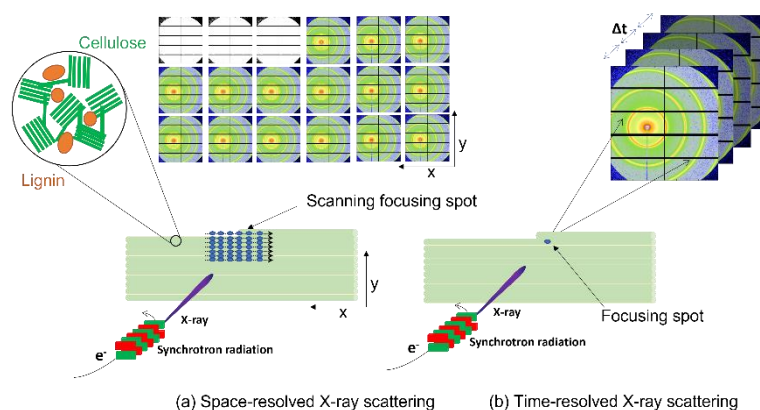 Cellulose
Lignin
y
x
Scanning focusing spot
y
x
X-ray
e-
Synchrotron radiation
(a) Space-resolved X-ray scattering
Δt
X-ray
Focusing spot
e-
Synchrotron radiation
(b) Time-resolved X-ray scattering